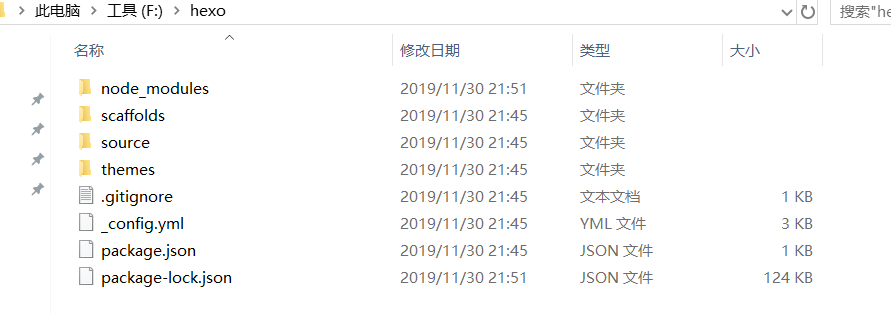 此电脑 › 工具 (F:) › hexo 搜索"he
名称 修改日期 类型 大小
node_modules 2019/11/30 21:51 文件夹
scaffolds 2019/11/30 21:45 文件夹
source 2019/11/30 21:45 文件夹
themes 2019/11/30 21:45 文件夹
.gitignore 2019/11/30 21:45 文本文档 1 KB
_config.yml 2019/11/30 21:45 YML 文件 3 KB
package.json 2019/11/30 21:45 JSON 文件 1 KB
package-lock.json 2019/11/30 21:51 JSON 文件 124 KB